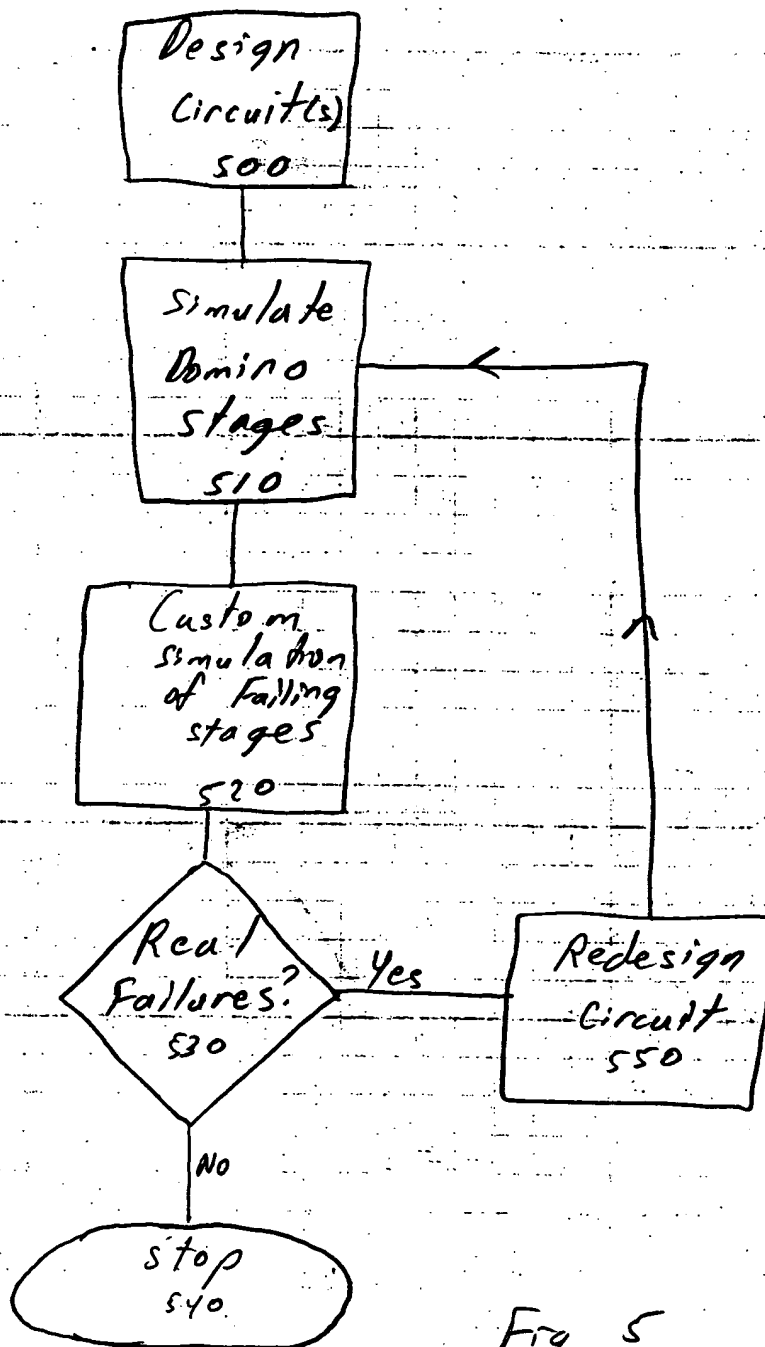 Design
Circuit(s)
500
Simulate
Domino
stages
510
Custom
simulation
of Failing
stages
520
Real
Failures?
530
Yes
Redesign
Circuit
550
No
stop
540.
Fig 5